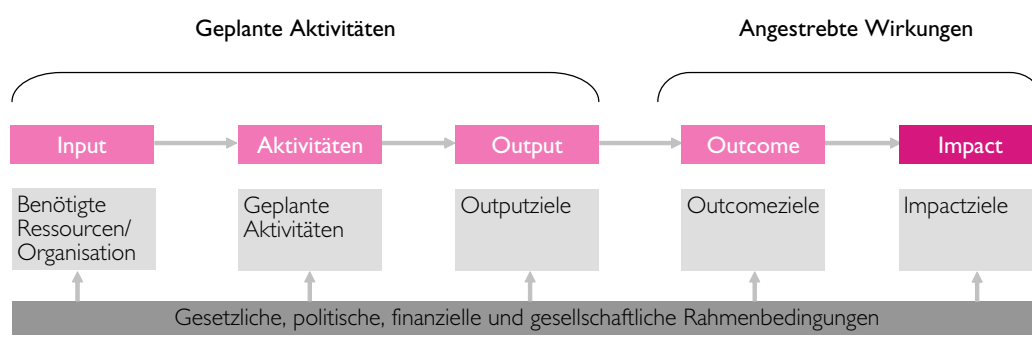 Geplante Aktivitäten
Angestrebte Wirkungen
Input
Aktivitäten
Output
Outcome
Impact
Benötigte
Ressourcen/
Organisation
Geplante
Aktivitäten
Outputziele
Outcomeziele
Impactziele
Gesetzliche, politische, finanzielle und gesellschaftliche Rahmenbedingungen